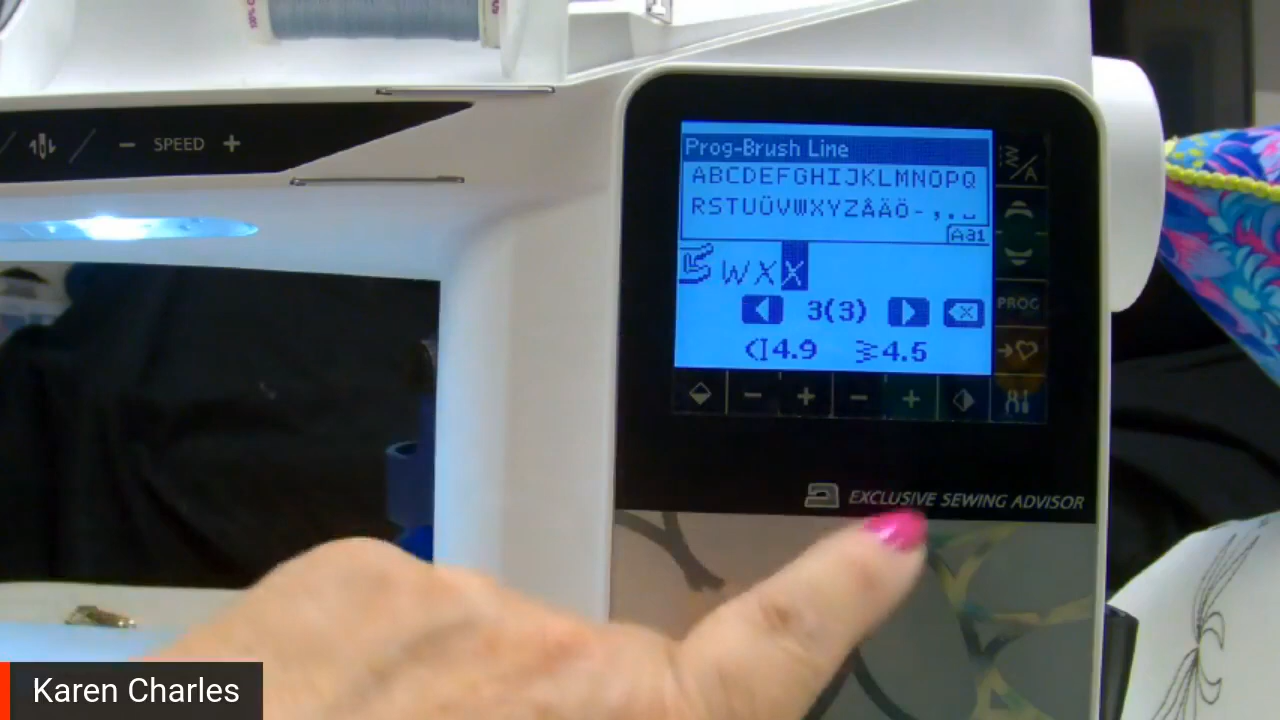 100% C
SPEED
Prog-Brush Line
ABCDEFGHIJKLMNOPQ
RSTUÜVWXYZÅÄÖ-,._
A31
WXX
3(3)
PROG
4.9 4.5
EXCLUSIVE SEWING ADVISOR
Karen Charles